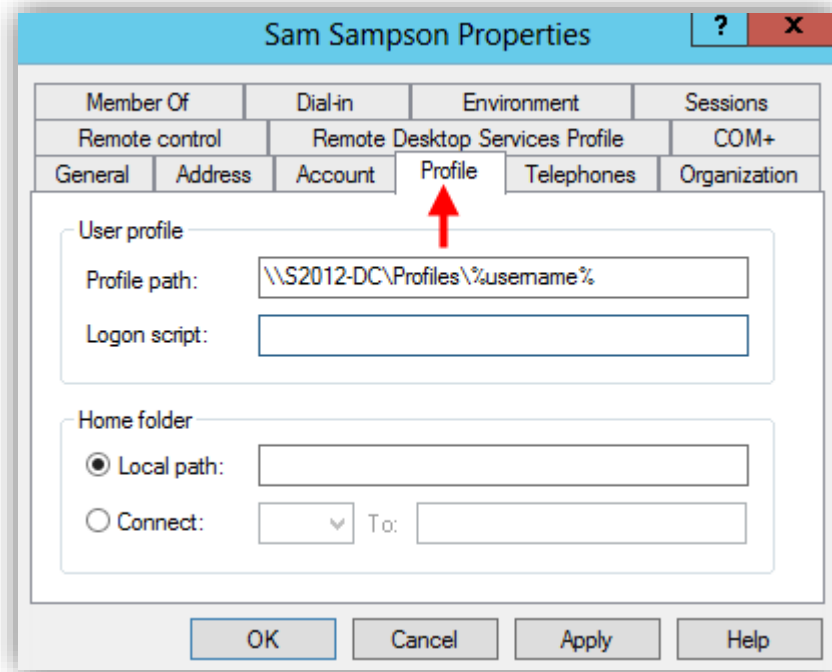 Sam Sampson Properties ? x
Member Of Dial-in Environment Sessions
Remote control Remote Desktop Services Profile COM+
General Address Account Profile Telephones Organization
User profile
Profile path: \\S2012-DC\Profiles\%username%
Logon script:
Home folder
Local path:
Connect: To:
OK Cancel Apply Help